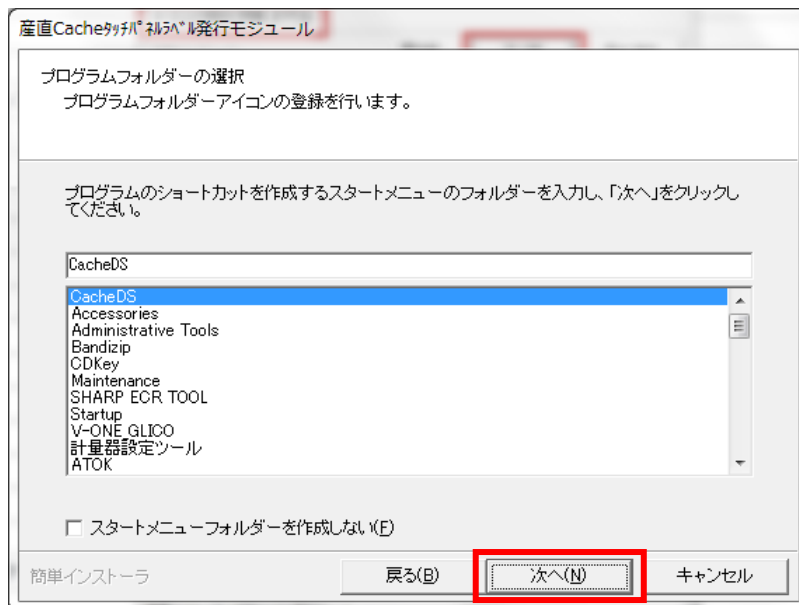 産直Cacheﾀｯﾁﾊﾟﾈﾙﾗﾍﾞﾙ発行モジュール
プログラムフォルダーの選択
プログラムフォルダーアイコンの登録を行います。
プログラムのショートカットを作成するスタートメニューのフォルダーを入力し、「次へ」をクリックし
てください。
CacheDS
CacheDS
Accessories
Administrative Tools
Bandizip
CDKey
Maintenance
SHARP ECR TOOL
Startup
V-ONE_GLICO
計量器設定ツール
ATOK
スタートメニューフォルダーを作成しない(F)
簡単インストーラ
戻る(B)
次へ(N)
キャンセル